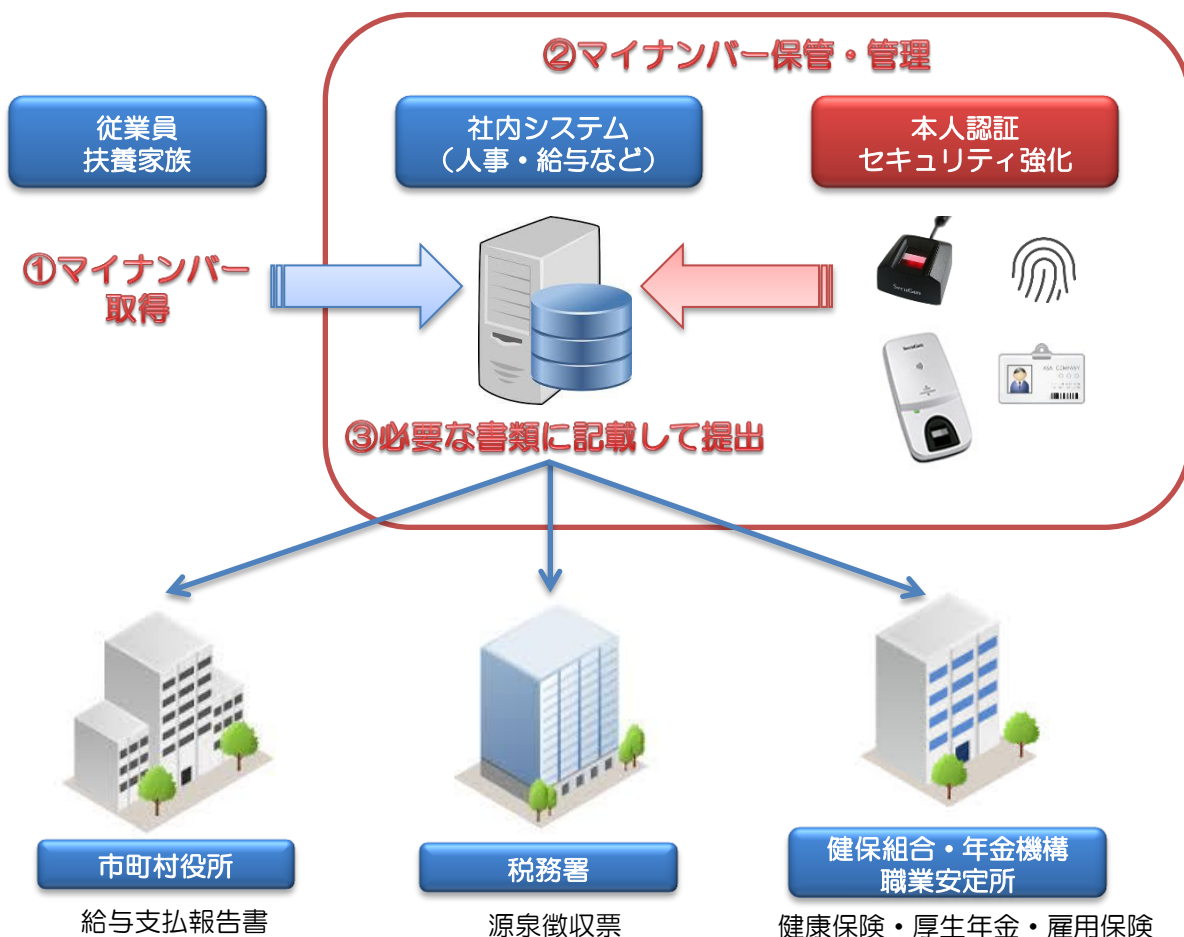 ②マイナンバー保管・管理
従業員
扶養家族
社内システム
（人事・給与など）
本人認証
セキュリティ強化
①マイナンバー
取得
SecuGen
SecuGen
ASA COMPANY
③必要な書類に記載して提出
市町村役所
税務署
健保組合・年金機構
職業安定所
給与支払報告書
源泉徴収票
健康保険・厚生年金・雇用保険